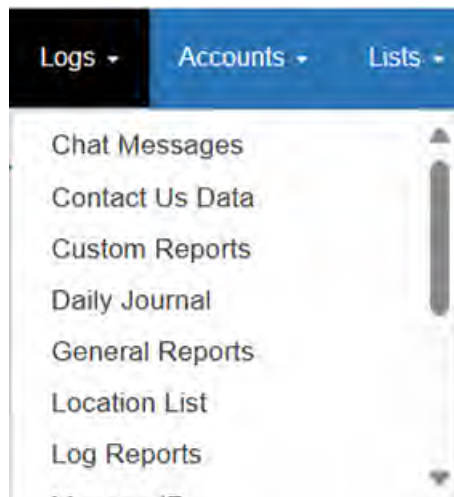 Logs Accounts Lists
Chat Messages
Contact Us Data
Custom Reports
Daily Journal
General Reports
Location List
Log Reports